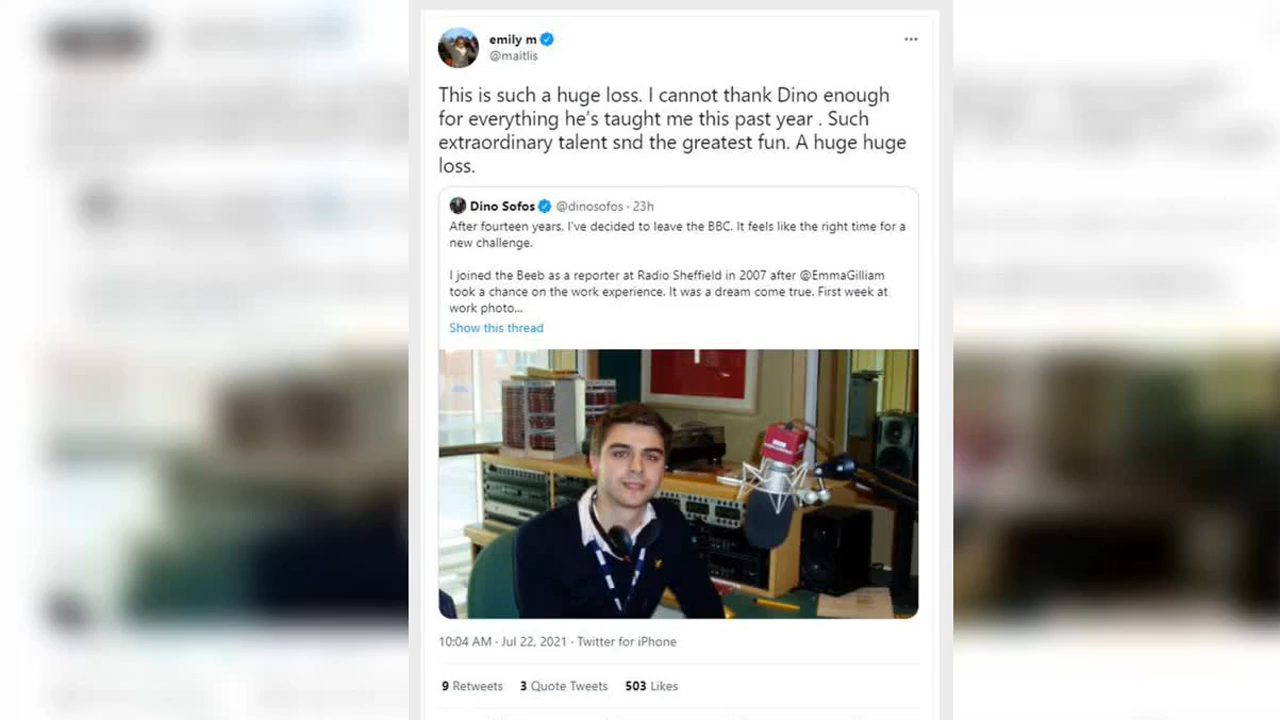 emily m
@maitlis
This is such a huge loss. I cannot thank Dino enough
for everything he's taught me this past year . Such
extraordinary talent snd the greatest fun. A huge huge
loss.
Dino Sofos @dinosofos · 23h
After fourteen years, I've decided to leave the BBC. It feels like the right time for a
new challenge.
I joined the Beeb as a reporter at Radio Sheffield in 2007 after @EmmaGilliam
took a chance on the work experience. It was a dream come true. First week at
work photo...
Show this thread
10:04 AM · Jul 22, 2021 · Twitter for iPhone
9 Retweets 3 Quote Tweets 503 Likes